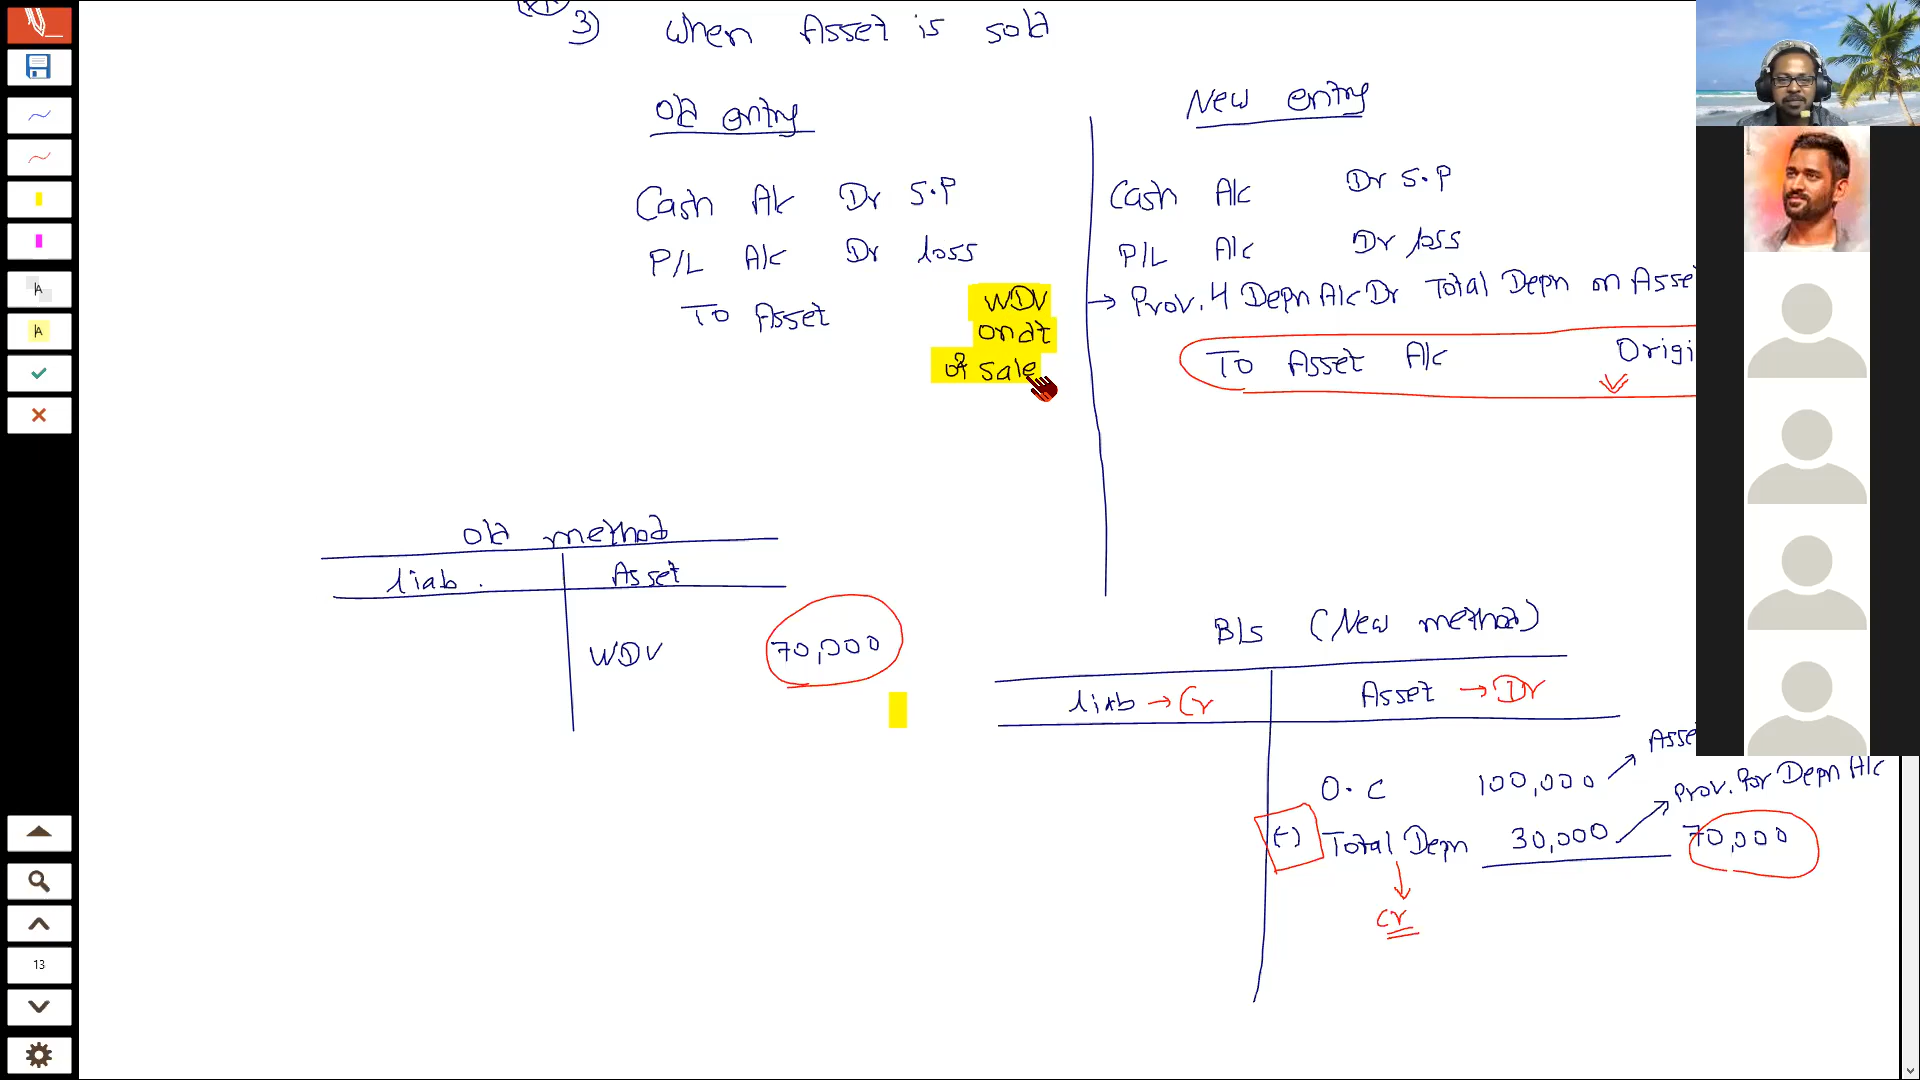 3) When Asset is sold
Old entry
Cash A/c Dr S.P
P/L A/c Dr loss
To Asset
WDV
on dt
of sale
New entry
Cash A/c Dr S.P
P/L A/c Dr loss
→ Prov. 4 Depn A/c Dr Total Depn on Asse
To Asset A/c Origi
Old method
liab. Asset
WDV 70,000
B/s (New method)
liab → Cr Asset → Dr
O.C 100,000 Asse
(-) Total Depn 30,000 Prov. for Depn A/c
70,000
Cr
13